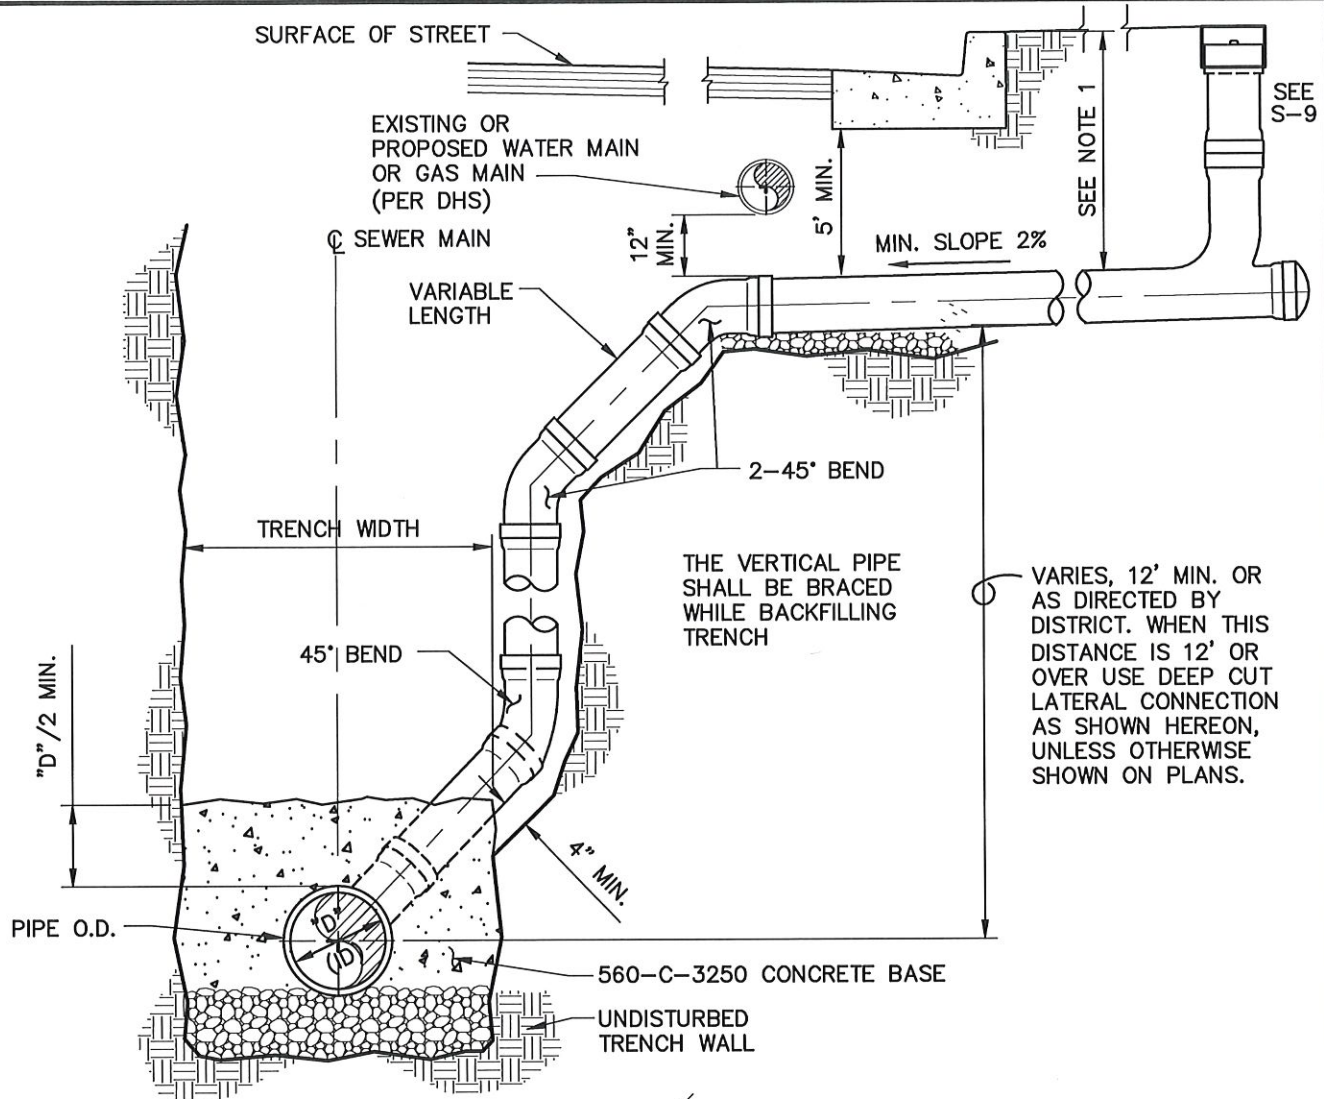 SURFACE OF STREET
EXISTING OR
PROPOSED WATER MAIN
OR GAS MAIN
(PER DHS)
SEE
S-9
SEE NOTE 1
5' MIN.
12"
MIN.
MIN. SLOPE 2%
℄ SEWER MAIN
VARIABLE
LENGTH
2-45° BEND
TRENCH WIDTH
THE VERTICAL PIPE
SHALL BE BRACED
WHILE BACKFILLING
TRENCH
VARIES, 12' MIN. OR
AS DIRECTED BY
DISTRICT. WHEN THIS
DISTANCE IS 12' OR
OVER USE DEEP CUT
LATERAL CONNECTION
AS SHOWN HEREON,
UNLESS OTHERWISE
SHOWN ON PLANS.
45° BEND
"D"/2 MIN.
4" MIN.
PIPE O.D.
"D"
(ID)
560-C-3250 CONCRETE BASE
UNDISTURBED
TRENCH WALL